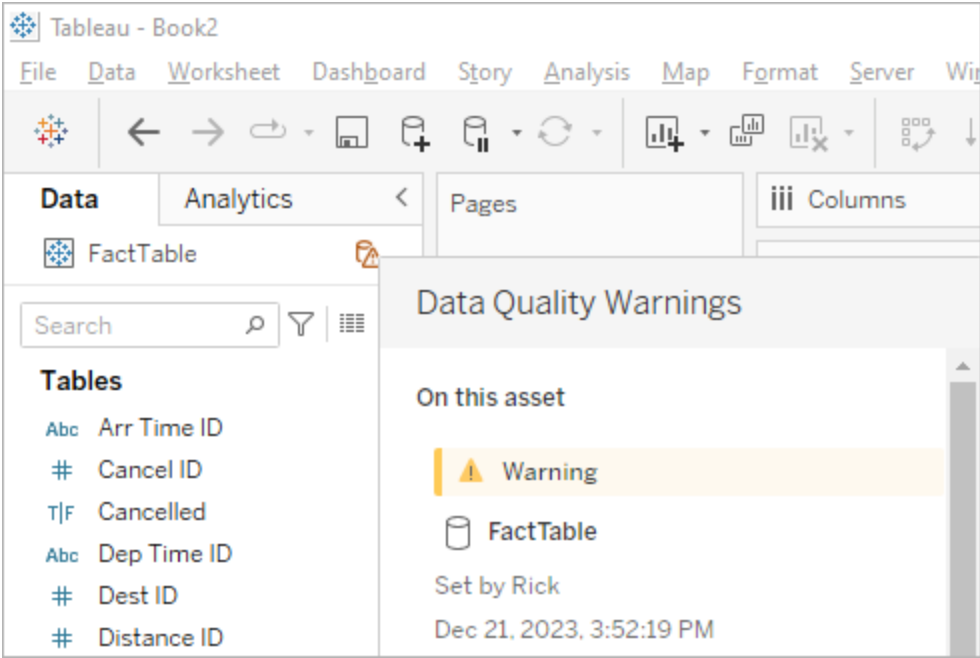 Tableau - Book2
File Data Worksheet Dashboard Story Analysis Map Format Server
Data Analytics
Pages
Columns
FactTable
Data Quality Warnings
Search
On this asset
Tables
Abc Arr Time ID
# Cancel ID
Warning
T|F Cancelled
FactTable
Abc Dep Time ID
# Dest ID
Set by Rick
# Distance ID
Dec 21, 2023, 3:52:19 PM